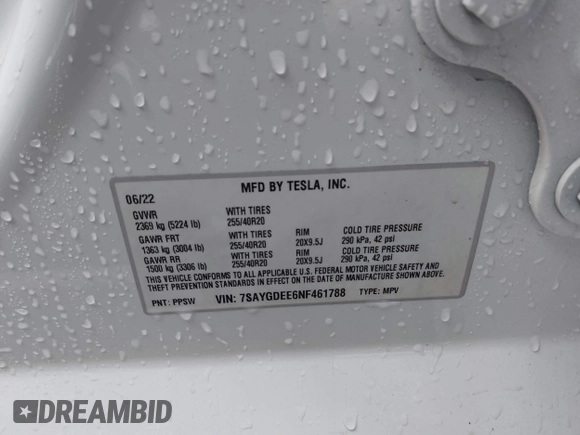 06/22 MFD BY TESLA, INC.
GVWR WITH TIRES
2369 kg (5224 lb) 255/40R20
GAWR FRT WITH TIRES RIM COLD TIRE PRESSURE
1363 kg (3004 lb) 255/40R20 20X9.5J 290 kPa, 42 psi
GAWR RR WITH TIRES RIM COLD TIRE PRESSURE
1500 kg (3306 lb) 255/40R20 20X9.5J 290 kPa, 42 psi
THIS VEHICLE CONFORMS TO ALL APPLICABLE U.S. FEDERAL MOTOR VEHICLE SAFETY AND
THEFT PREVENTION STANDARDS IN EFFECT ON THE DATE OF MANUFACTURE SHOWN ABOVE.
PNT: PPSW VIN: 7SAYGDEE6NF461788 TYPE: MPV
DREAMBID